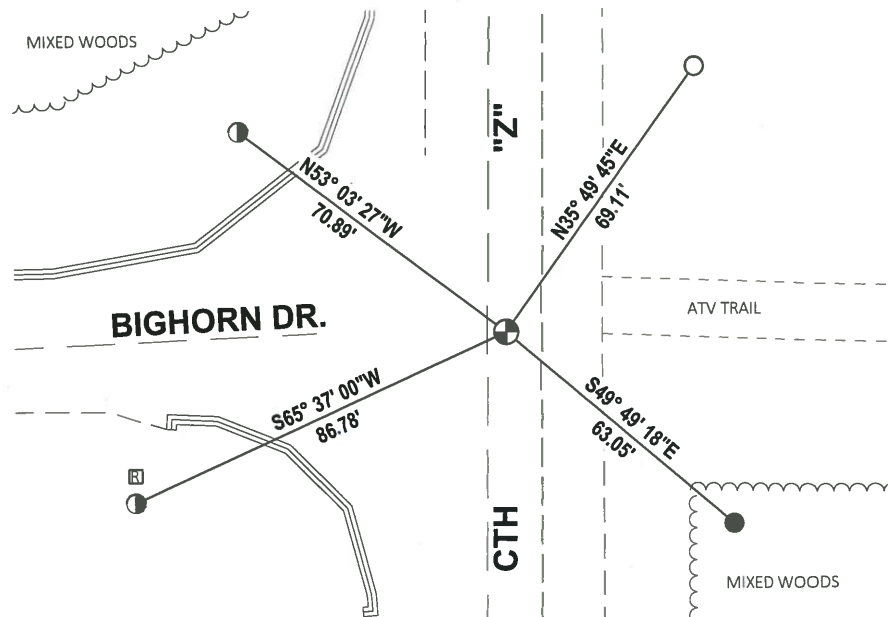 MIXED WOODS
"Z"
N53° 03' 27"W
70.89'
N35° 49' 45"E
69.11'
BIGHORN DR.
ATV TRAIL
S65° 37' 00"W
86.78'
S49° 49' 18"E
63.05'
R
CTH
MIXED WOODS